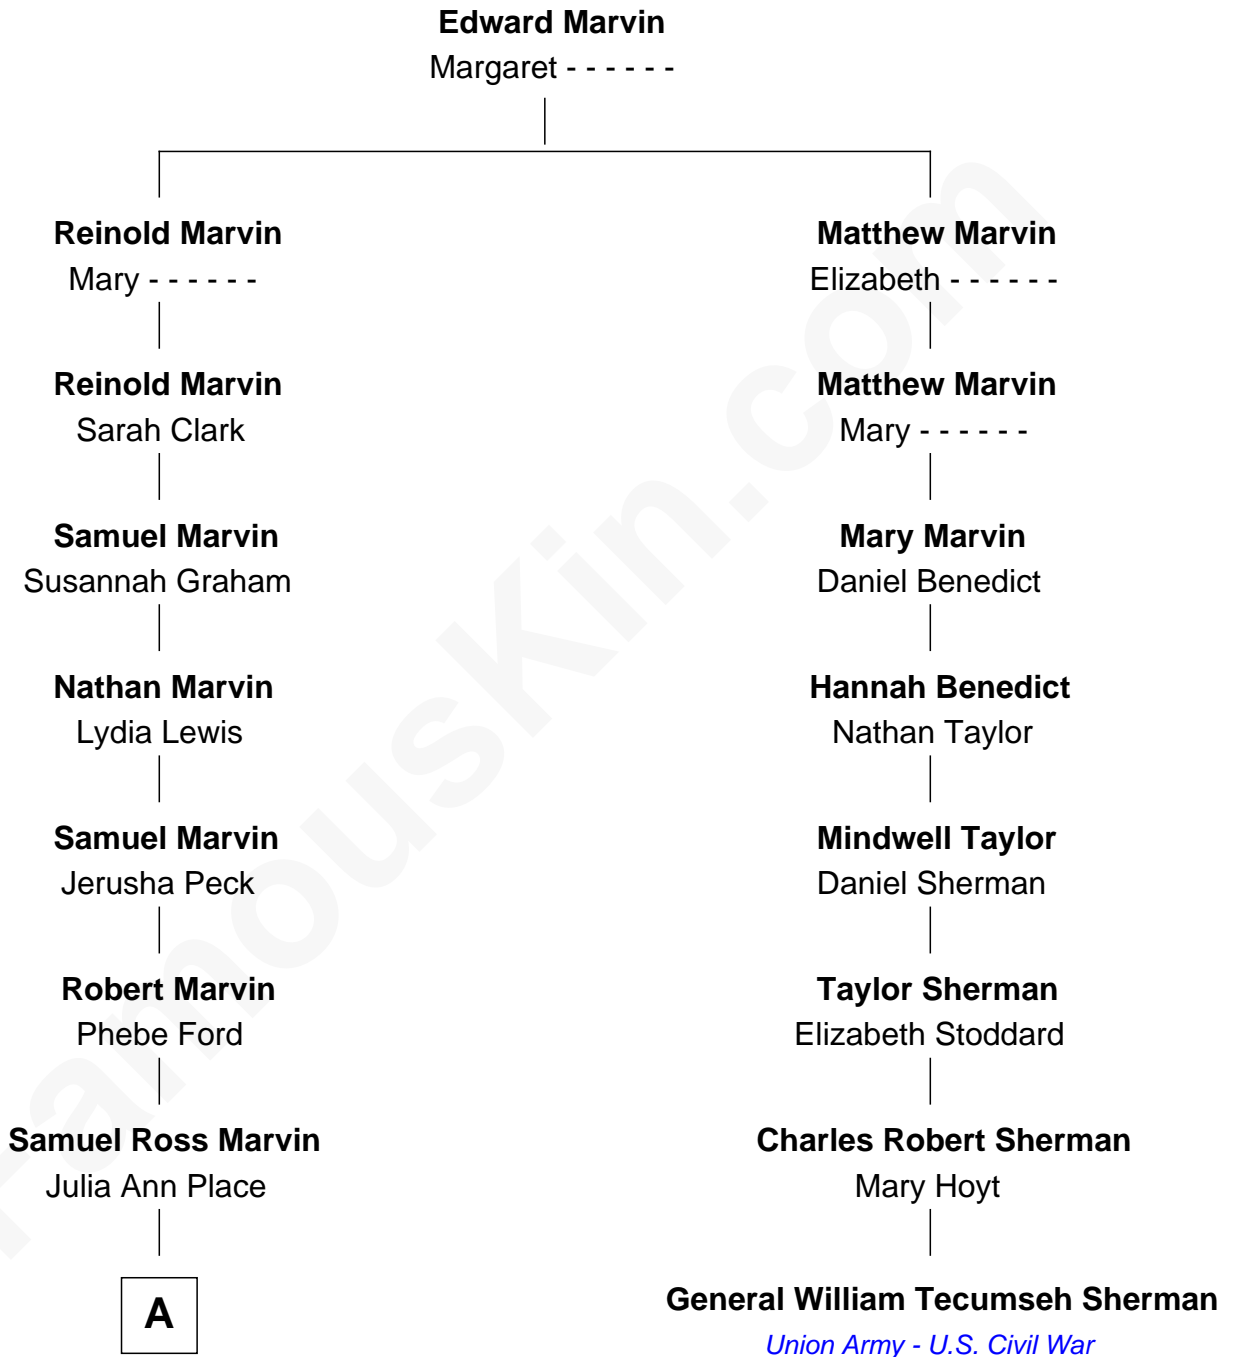 Edward Marvin
Margaret - - - - - -
Reinold Marvin
Mary - - - - - -
Matthew Marvin
Elizabeth - - - - - -
Reinold Marvin
Sarah Clark
Matthew Marvin
Mary - - - - - -
Samuel Marvin
Susannah Graham
Mary Marvin
Daniel Benedict
Nathan Marvin
Lydia Lewis
Hannah Benedict
Nathan Taylor
Samuel Marvin
Jerusha Peck
Mindwell Taylor
Daniel Sherman
Robert Marvin
Phebe Ford
Taylor Sherman
Elizabeth Stoddard
Samuel Ross Marvin
Julia Ann Place
Charles Robert Sherman
Mary Hoyt
A
General William Tecumseh Sherman
Union Army - U.S. Civil War
FamousKin.com